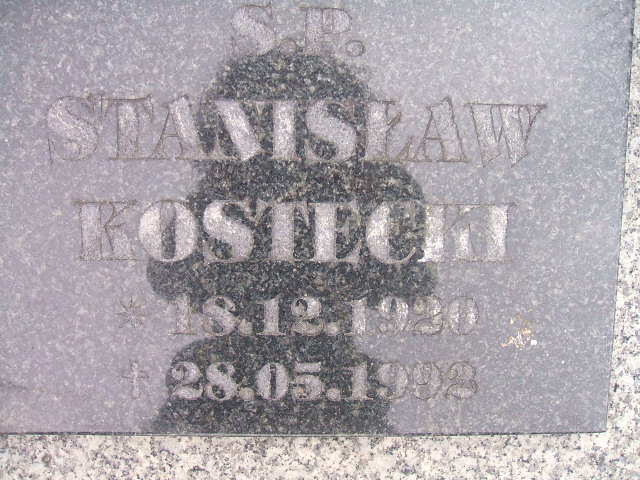 Ś.P.
STANISŁAW
KOSTECKI
* 18.12.1920
† 28.05.1992